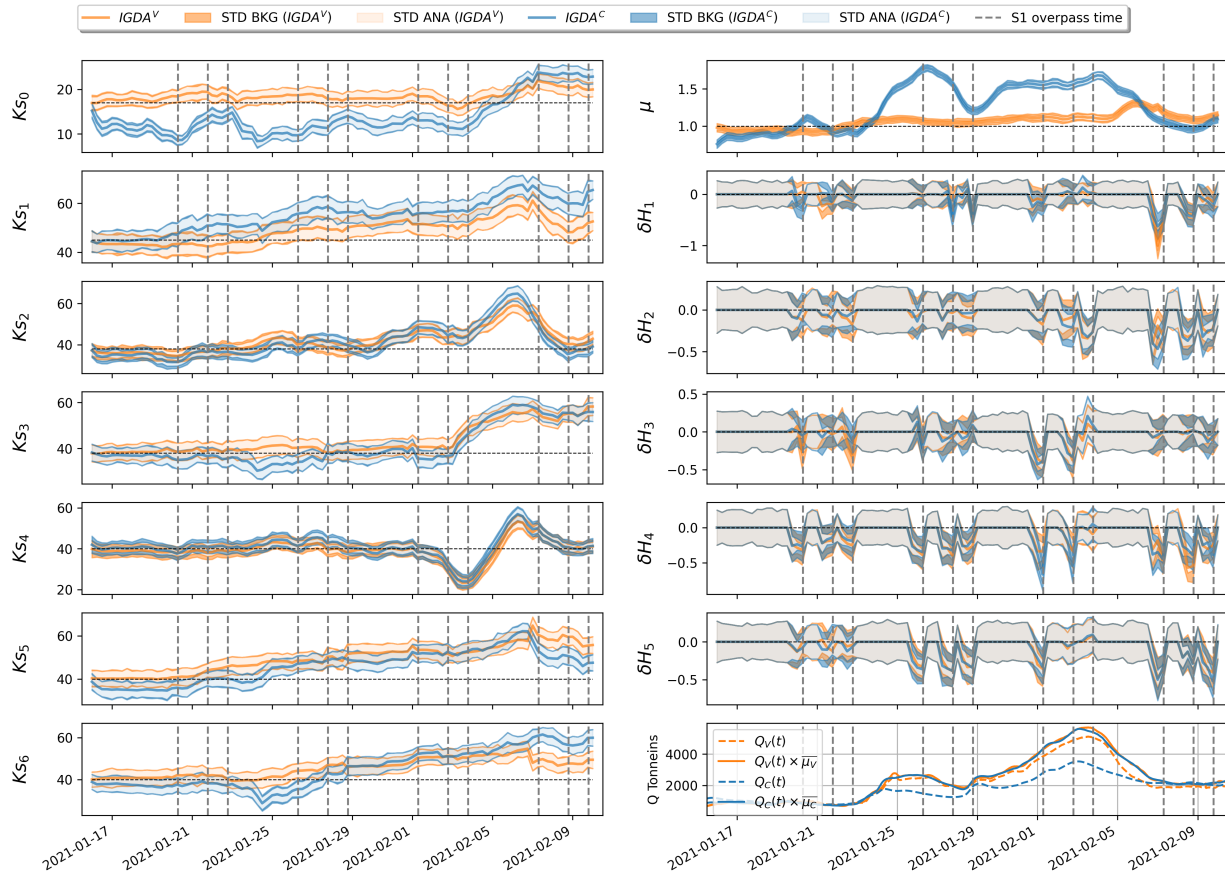 IGDA^V STD BKG (IGDA^V) STD ANA (IGDA^V) IGDA^C STD BKG (IGDA^C) STD ANA (IGDA^C) S1 overpass time
Ks₀
20
10
Ks₁
60
40
Ks₂
60
40
Ks₃
60
40
Ks₄
60
40
20
Ks₅
60
40
Ks₆
60
40
2021-01-17 2021-01-21 2021-01-25 2021-01-29 2021-02-01 2021-02-05 2021-02-09
μ
1.5
1.0
δH₁
0
−1
δH₂
0.0
−0.5
δH₃
0.5
0.0
−0.5
δH₄
0.0
−0.5
δH₅
0.0
−0.5
Q Tonneins
4000
2000
Q_V(t)
Q_V(t) × \overline{μ_V}
Q_C(t)
Q_C(t) × \overline{μ_C}
2021-01-17 2021-01-21 2021-01-25 2021-01-29 2021-02-01 2021-02-05 2021-02-09